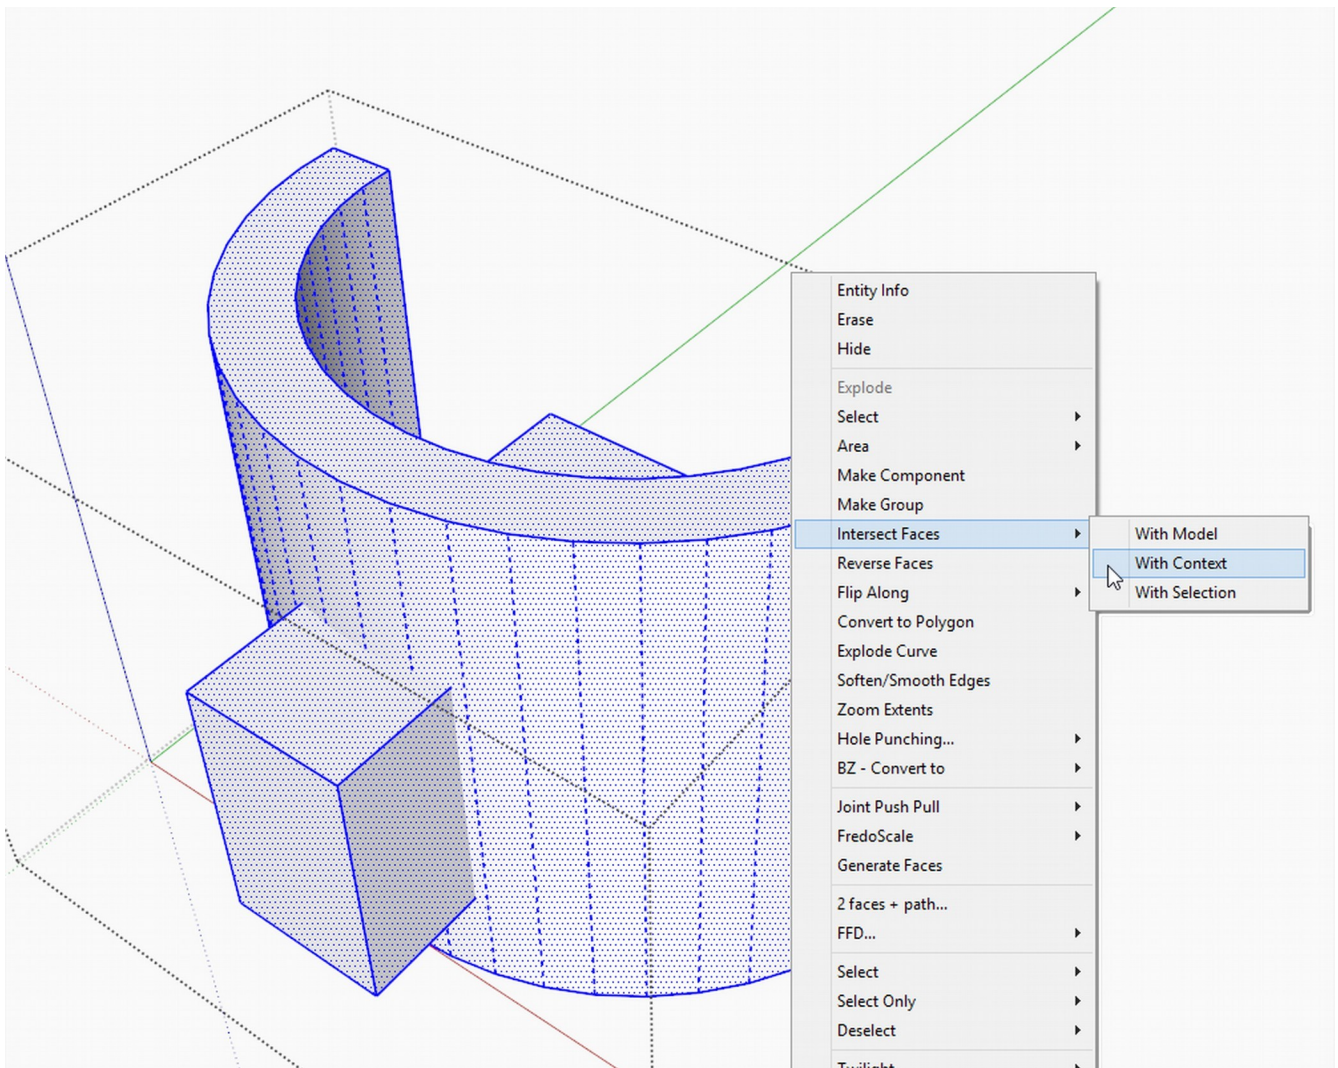 Entity Info
Erase
Hide
Explode
Select
Area
Make Component
Make Group
Intersect Faces
With Model
With Context
With Selection
Reverse Faces
Flip Along
Convert to Polygon
Explode Curve
Soften/Smooth Edges
Zoom Extents
Hole Punching...
BZ - Convert to
Joint Push Pull
FredoScale
Generate Faces
2 faces + path...
FFD...
Select
Select Only
Deselect
Twilight